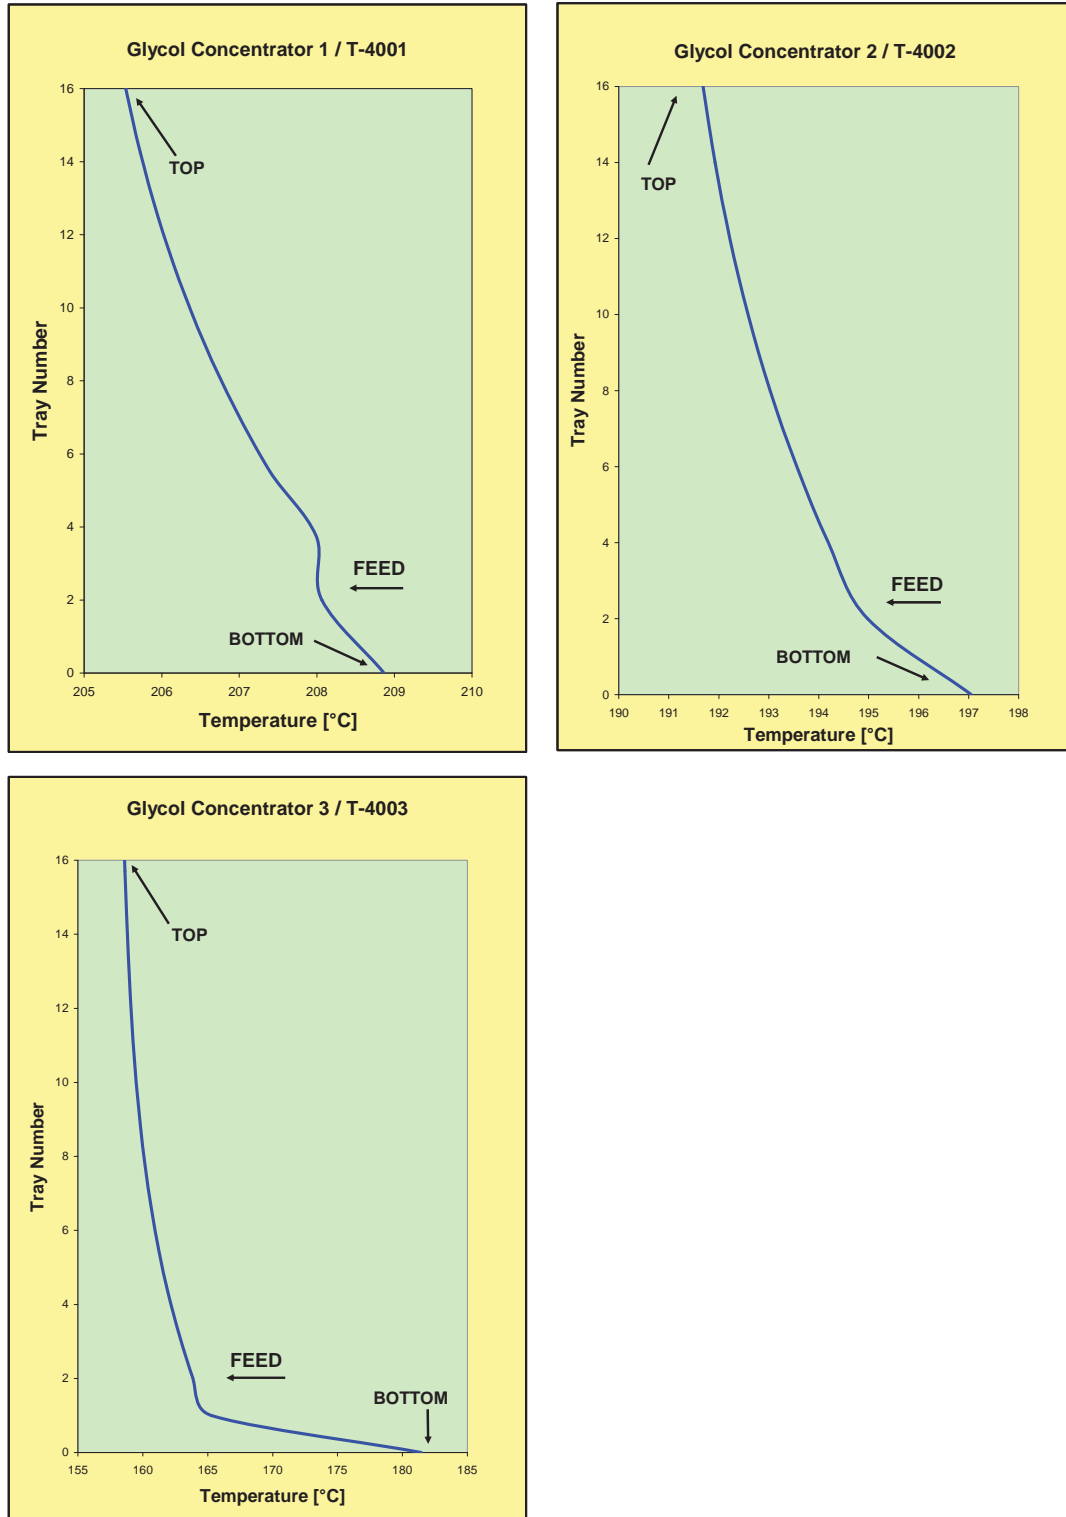 Glycol Concentrator 1 / T-4001
16
14
12
10
8
6
4
2
0
Tray Number
TOP
FEED
BOTTOM
205 206 207 208 209 210
Temperature [°C]
Glycol Concentrator 2 / T-4002
16
14
12
10
8
6
4
2
0
Tray Number
TOP
FEED
BOTTOM
190 191 192 193 194 195 196 197 198
Temperature [°C]
Glycol Concentrator 3 / T-4003
16
14
12
10
8
6
4
2
0
Tray Number
TOP
FEED
BOTTOM
155 160 165 170 175 180 185
Temperature [°C]